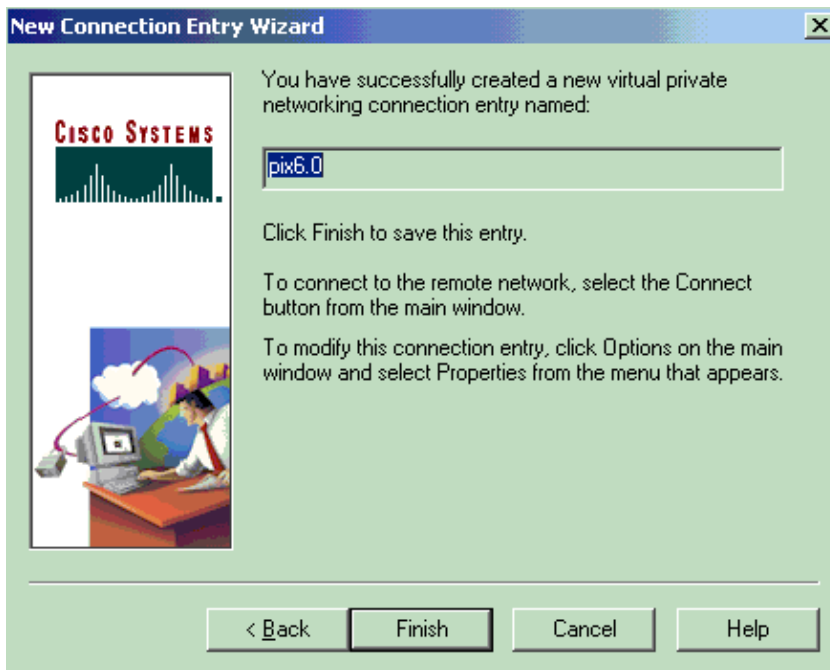 New Connection Entry Wizard
CISCO SYSTEMS
You have successfully created a new virtual private
networking connection entry named:
pix6.0
Click Finish to save this entry.
To connect to the remote network, select the Connect
button from the main window.
To modify this connection entry, click Options on the main
window and select Properties from the menu that appears.
< Back
Finish
Cancel
Help